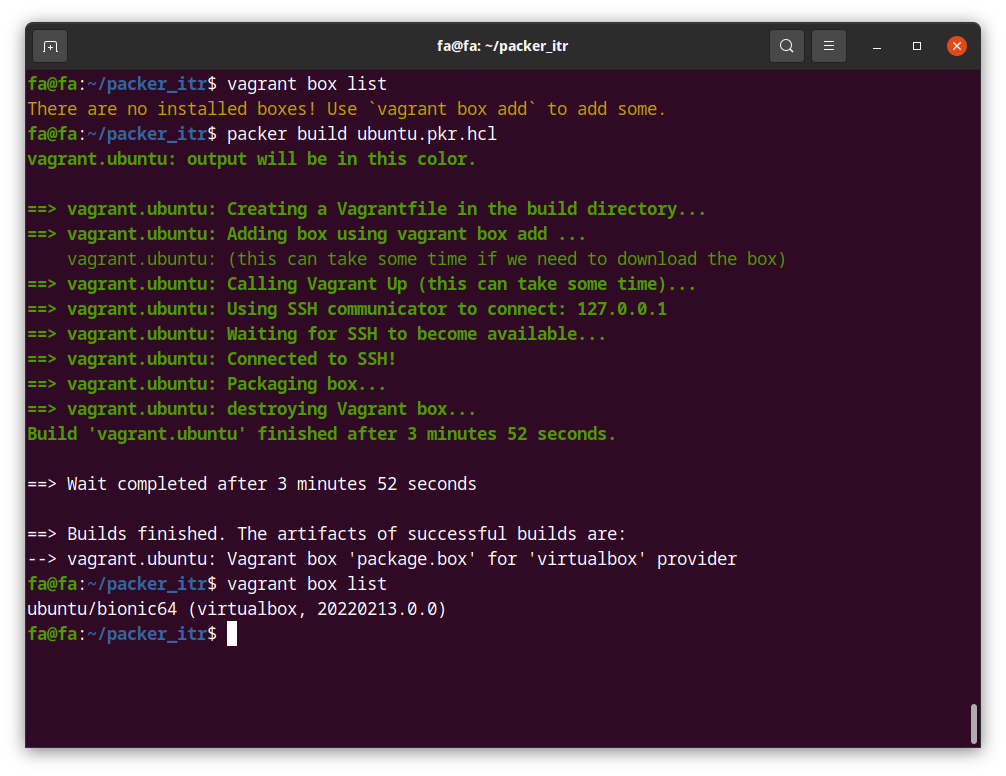 fa@fa: ~/packer_itr
fa@fa:~/packer_itr$ vagrant box list
There are no installed boxes! Use `vagrant box add` to add some.
fa@fa:~/packer_itr$ packer build ubuntu.pkr.hcl
vagrant.ubuntu: output will be in this color.

==> vagrant.ubuntu: Creating a Vagrantfile in the build directory...
==> vagrant.ubuntu: Adding box using vagrant box add ...
    vagrant.ubuntu: (this can take some time if we need to download the box)
==> vagrant.ubuntu: Calling Vagrant Up (this can take some time)...
==> vagrant.ubuntu: Using SSH communicator to connect: 127.0.0.1
==> vagrant.ubuntu: Waiting for SSH to become available...
==> vagrant.ubuntu: Connected to SSH!
==> vagrant.ubuntu: Packaging box...
==> vagrant.ubuntu: destroying Vagrant box...
Build 'vagrant.ubuntu' finished after 3 minutes 52 seconds.

==> Wait completed after 3 minutes 52 seconds

==> Builds finished. The artifacts of successful builds are:
--> vagrant.ubuntu: Vagrant box 'package.box' for 'virtualbox' provider
fa@fa:~/packer_itr$ vagrant box list
ubuntu/bionic64 (virtualbox, 20220213.0.0)
fa@fa:~/packer_itr$